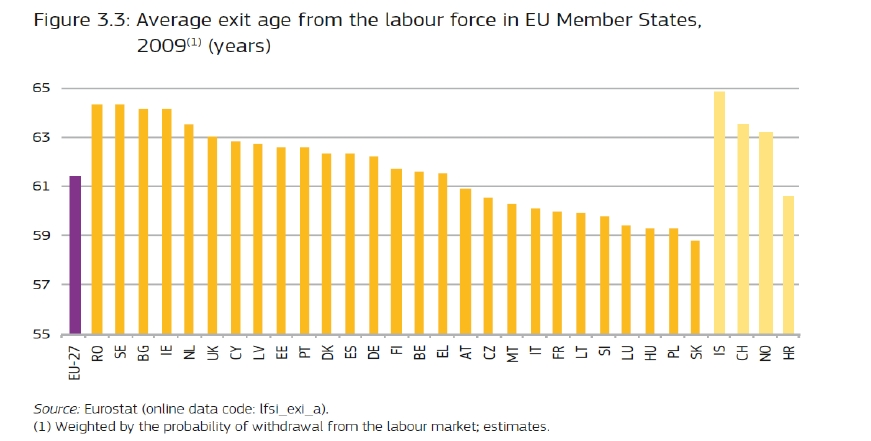 Figure 3.3: Average exit age from the labour force in EU Member States,
2009(1) (years)
65
63
61
59
57
55
EU-27 RO SE BG IE NL UK CY LV EE PT DK ES DE FI BE EL AT CZ MT IT FR LT SI LU HU PL SK IS CH NO HR
Source: Eurostat (online data code: lfsi_exi_a).
(1) Weighted by the probability of withdrawal from the labour market; estimates.